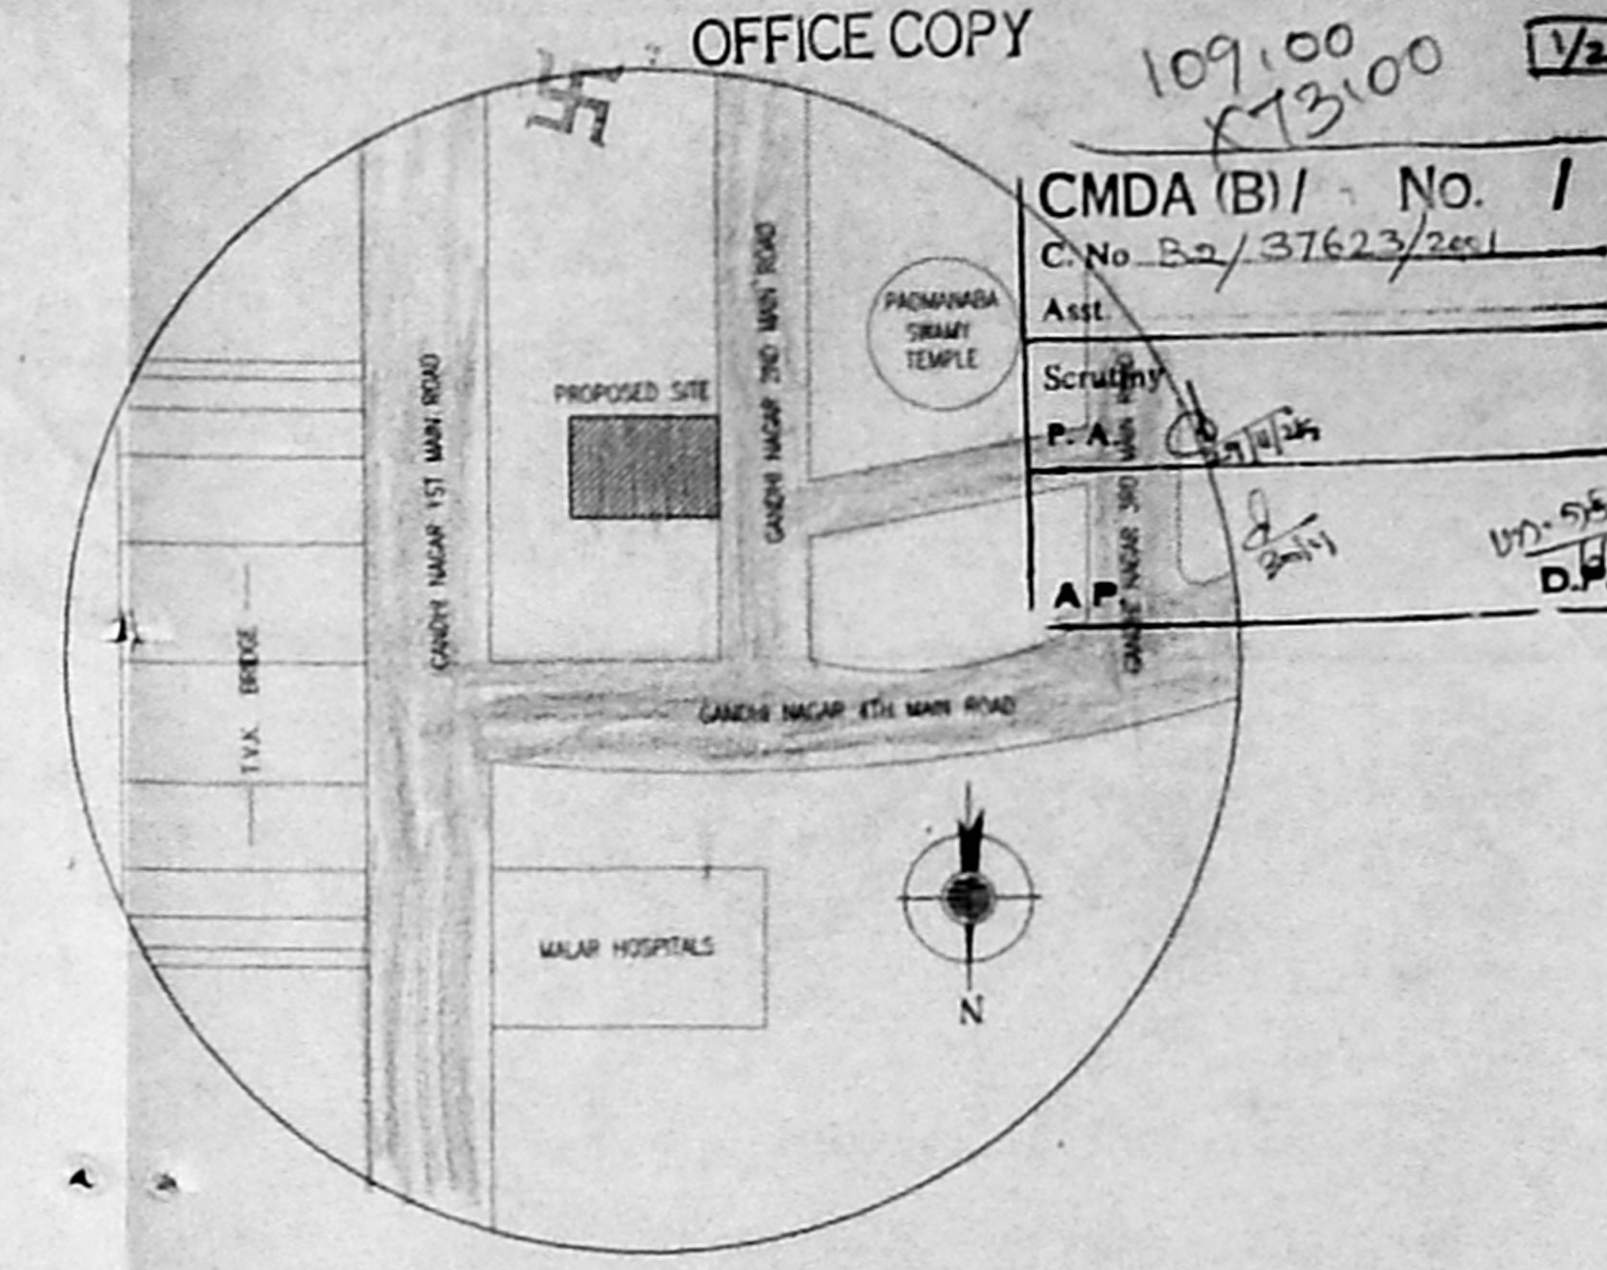 OFFICE COPY
109.00
x73.00
1/2
CMDA (B)/ No. /
C. No B2/37623/2001
Asst.
Scrutiny
P. A.
A P.
D.P.
PADMANABA
SWAMY
TEMPLE
PROPOSED SITE
GANDHI NAGAR 1ST MAIN ROAD
GANDHI NAGAR 2ND MAIN ROAD
GANDHI NAGAR 3RD MAIN ROAD
GANDHI NAGAR 4TH MAIN ROAD
T.V.K. BRIDGE
MALAR HOSPITALS
N